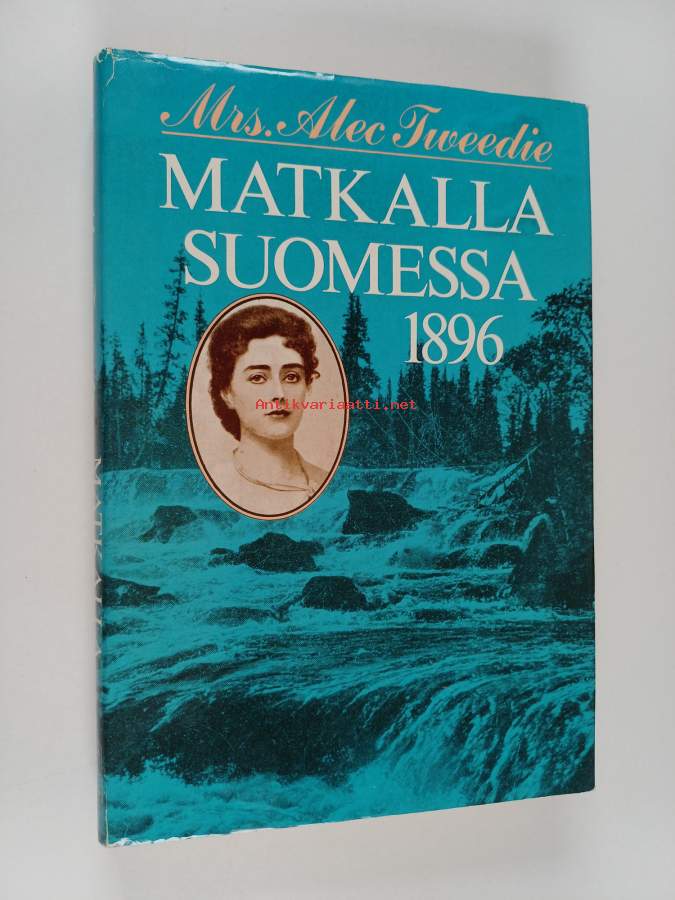 Mrs. Alec Tweedie
MATKALLA
SUOMESSA
1896
Antikvariaatti.net
MATKALLA